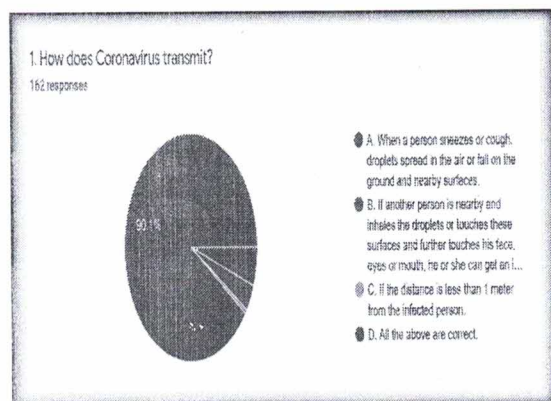 1. How does Coronavirus transmit?
162 responses
90.1%
A. When a person sneezes or cough,
droplets spread in the air or fall on the
ground and nearby surfaces.
B. If another person is nearby and
inhales the droplets or touches these
surfaces and further touches his face,
eyes or mouth, he or she can get an i...
C. If the distance is less than 1 meter
from the infected person.
D. All the above are correct.